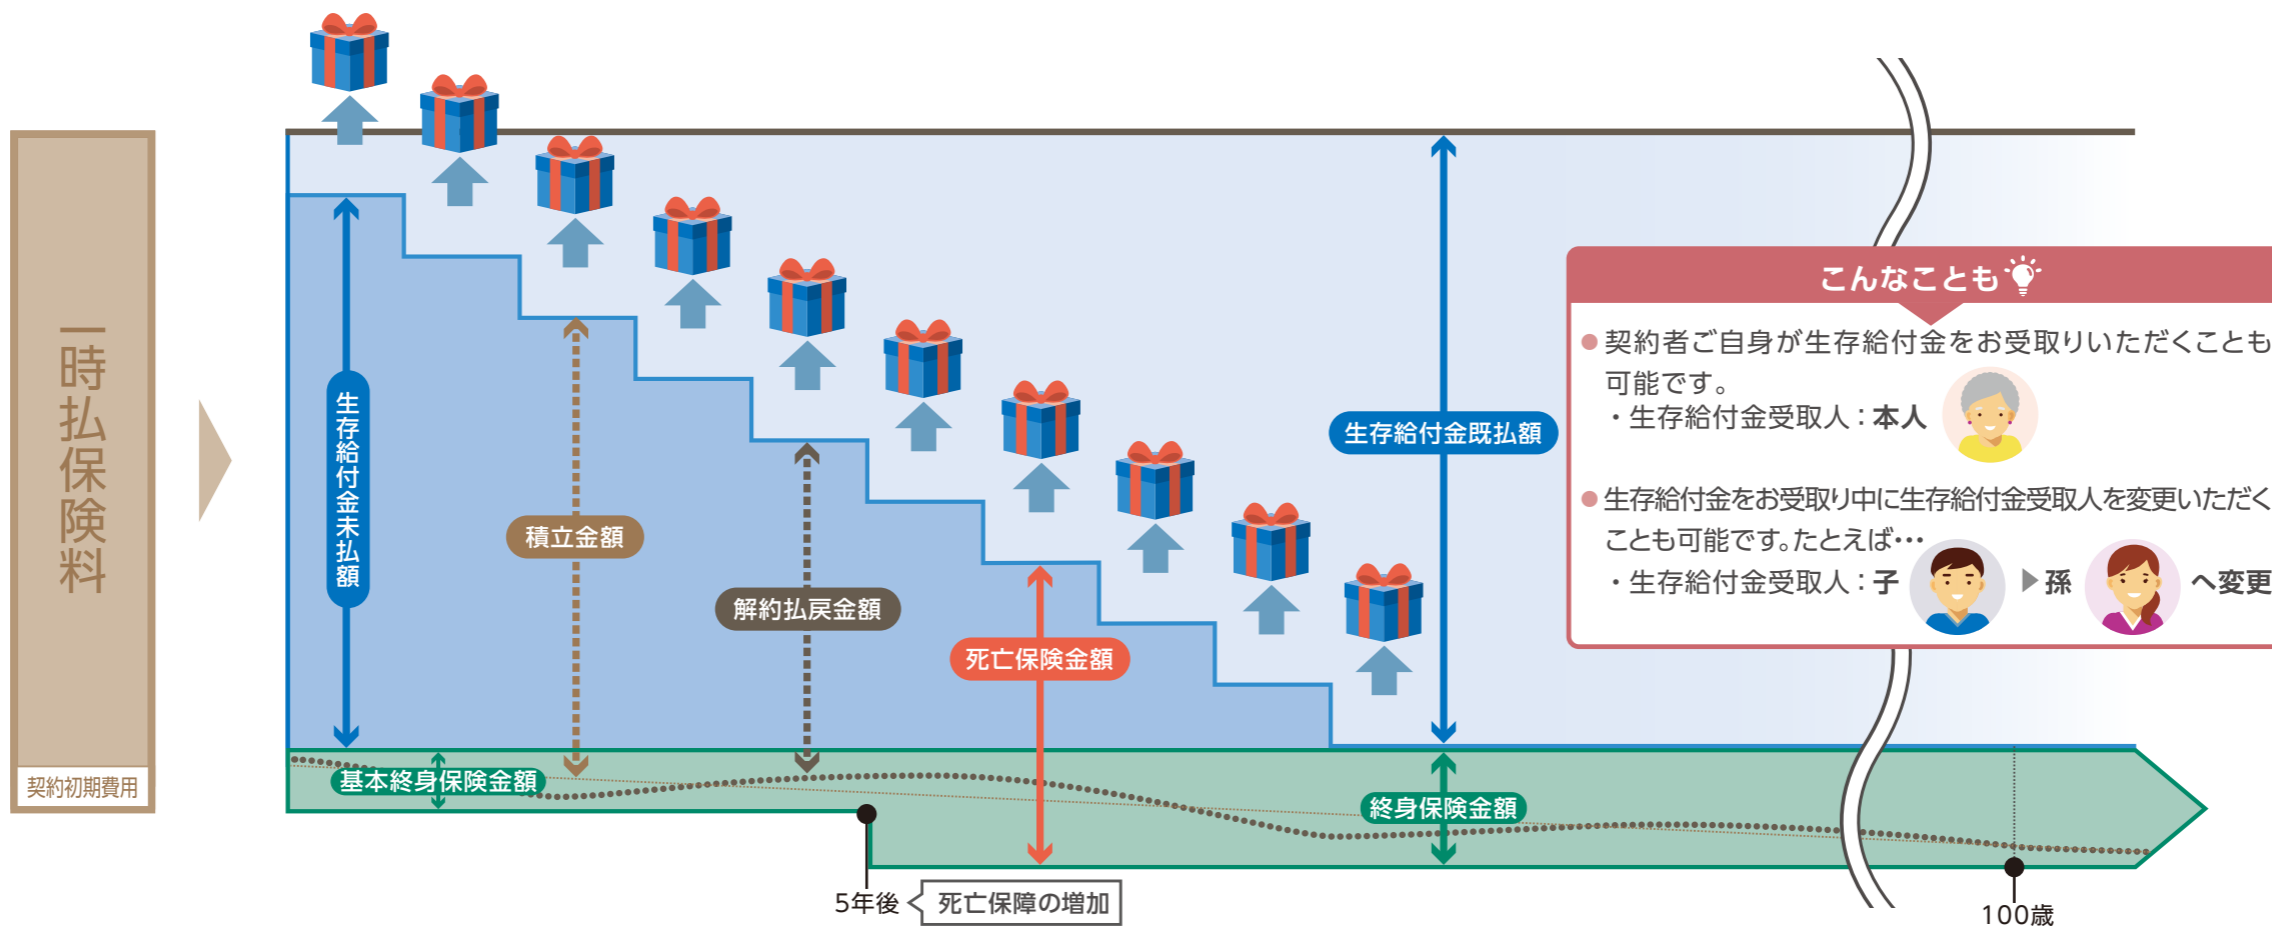 一時払保険料
契約初期費用
生存給付金未払額
積立金額
解約払戻金額
死亡保険金額
生存給付金既払額
基本終身保険金額
終身保険金額
5年後
死亡保障の増加
100歳
こんなことも
● 契約者ご自身が生存給付金をお受取りいただくことも
可能です。
・生存給付金受取人：本人
● 生存給付金をお受取り中に生存給付金受取人を変更いただく
ことも可能です。たとえば…
・生存給付金受取人：子 ▶ 孫 へ変更